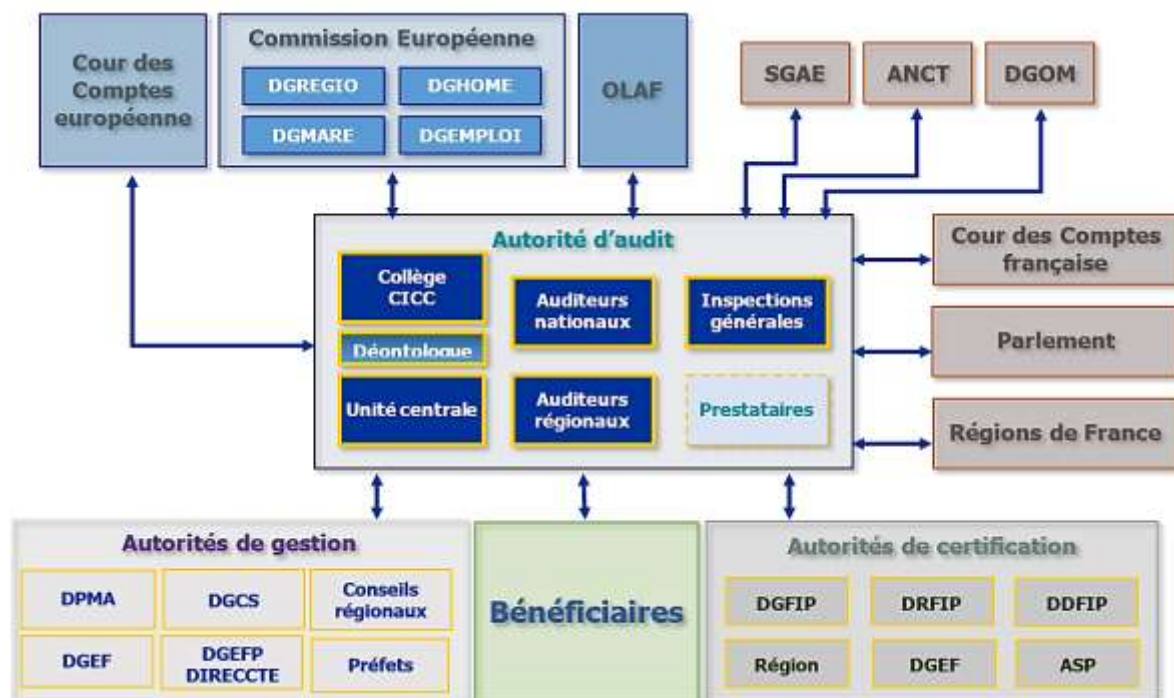 Cour des
Comptes
européenne
Commission Européenne
DGREGIO
DGHOME
DGMARE
DGEMPLOI
OLAF
SGAE
ANCT
DGOM
Autorité d'audit
Collège
CICC
Déontologue
Unité centrale
Auditeurs
nationaux
Auditeurs
régionaux
Inspections
générales
Prestataires
Cour des Comptes
française
Parlement
Régions de France
Autorités de gestion
DPMA
DGCS
Conseils
régionaux
DGEF
DGEFP
DIRECCTE
Préfets
Bénéficiaires
Autorités de certification
DGFIP
DRFIP
DDFIP
Région
DGEF
ASP